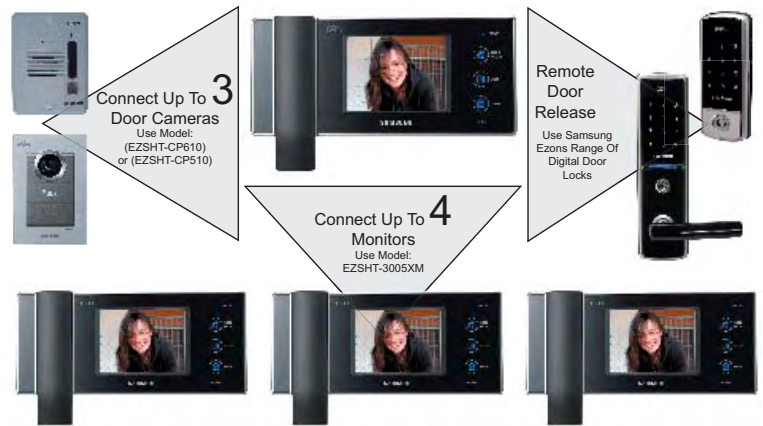 Connect Up To 3
Door Cameras
Use Model:
(EZSHT-CP610)
or (EZSHT-CP510)
SAMSUNG
Remote
Door
Release
Use Samsung
Ezons Range Of
Digital Door
Locks
Connect Up To 4
Monitors
Use Model:
EZSHT-3005XM